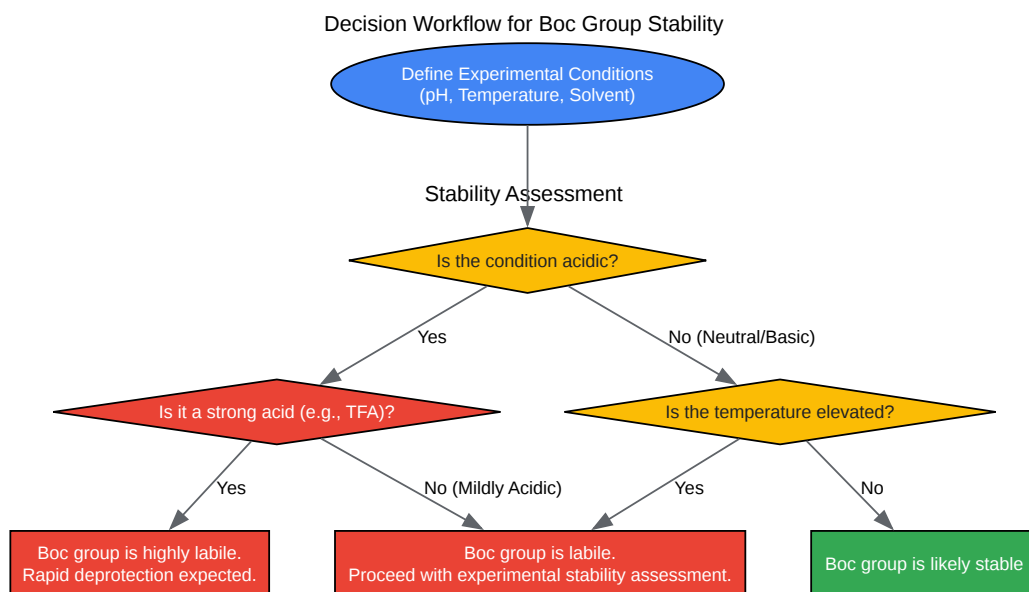 Decision Workflow for Boc Group Stability
Define Experimental Conditions
(pH, Temperature, Solvent)
Stability Assessment
Is the condition acidic?
Yes
No (Neutral/Basic)
Is it a strong acid (e.g., TFA)?
Is the temperature elevated?
Yes
No (Mildly Acidic)
Yes
No
Boc group is highly labile.
Rapid deprotection expected.
Boc group is labile.
Proceed with experimental stability assessment.
Boc group is likely stable